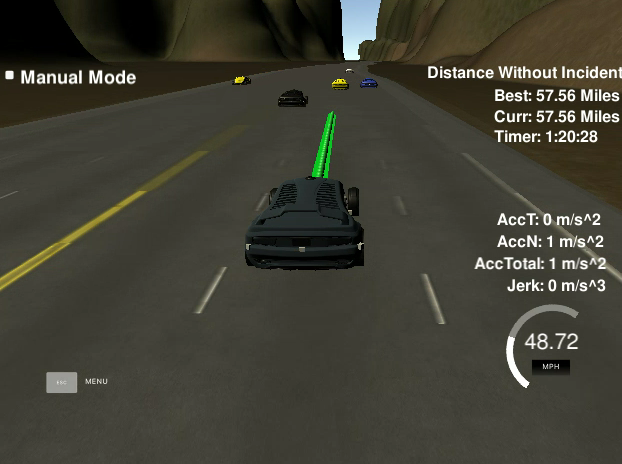 Manual Mode
Distance Without Incident
Best: 57.56 Miles
Curr: 57.56 Miles
Timer: 1:20:28
AccT: 0 m/s^2
AccN: 1 m/s^2
AccTotal: 1 m/s^2
Jerk: 0 m/s^3
48.72
MPH
ESC MENU